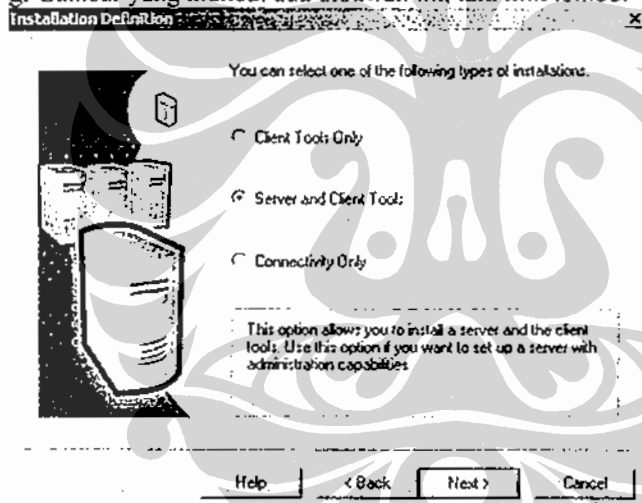 Installation Definition
You can select one of the following types of installations.
Client Tools Only
Server and Client Tools
Connectivity Only
This option allows you to install a server and the client
tools. Use this option if you want to set up a server with
administration capabilities
Help
< Back
Next >
Cancel